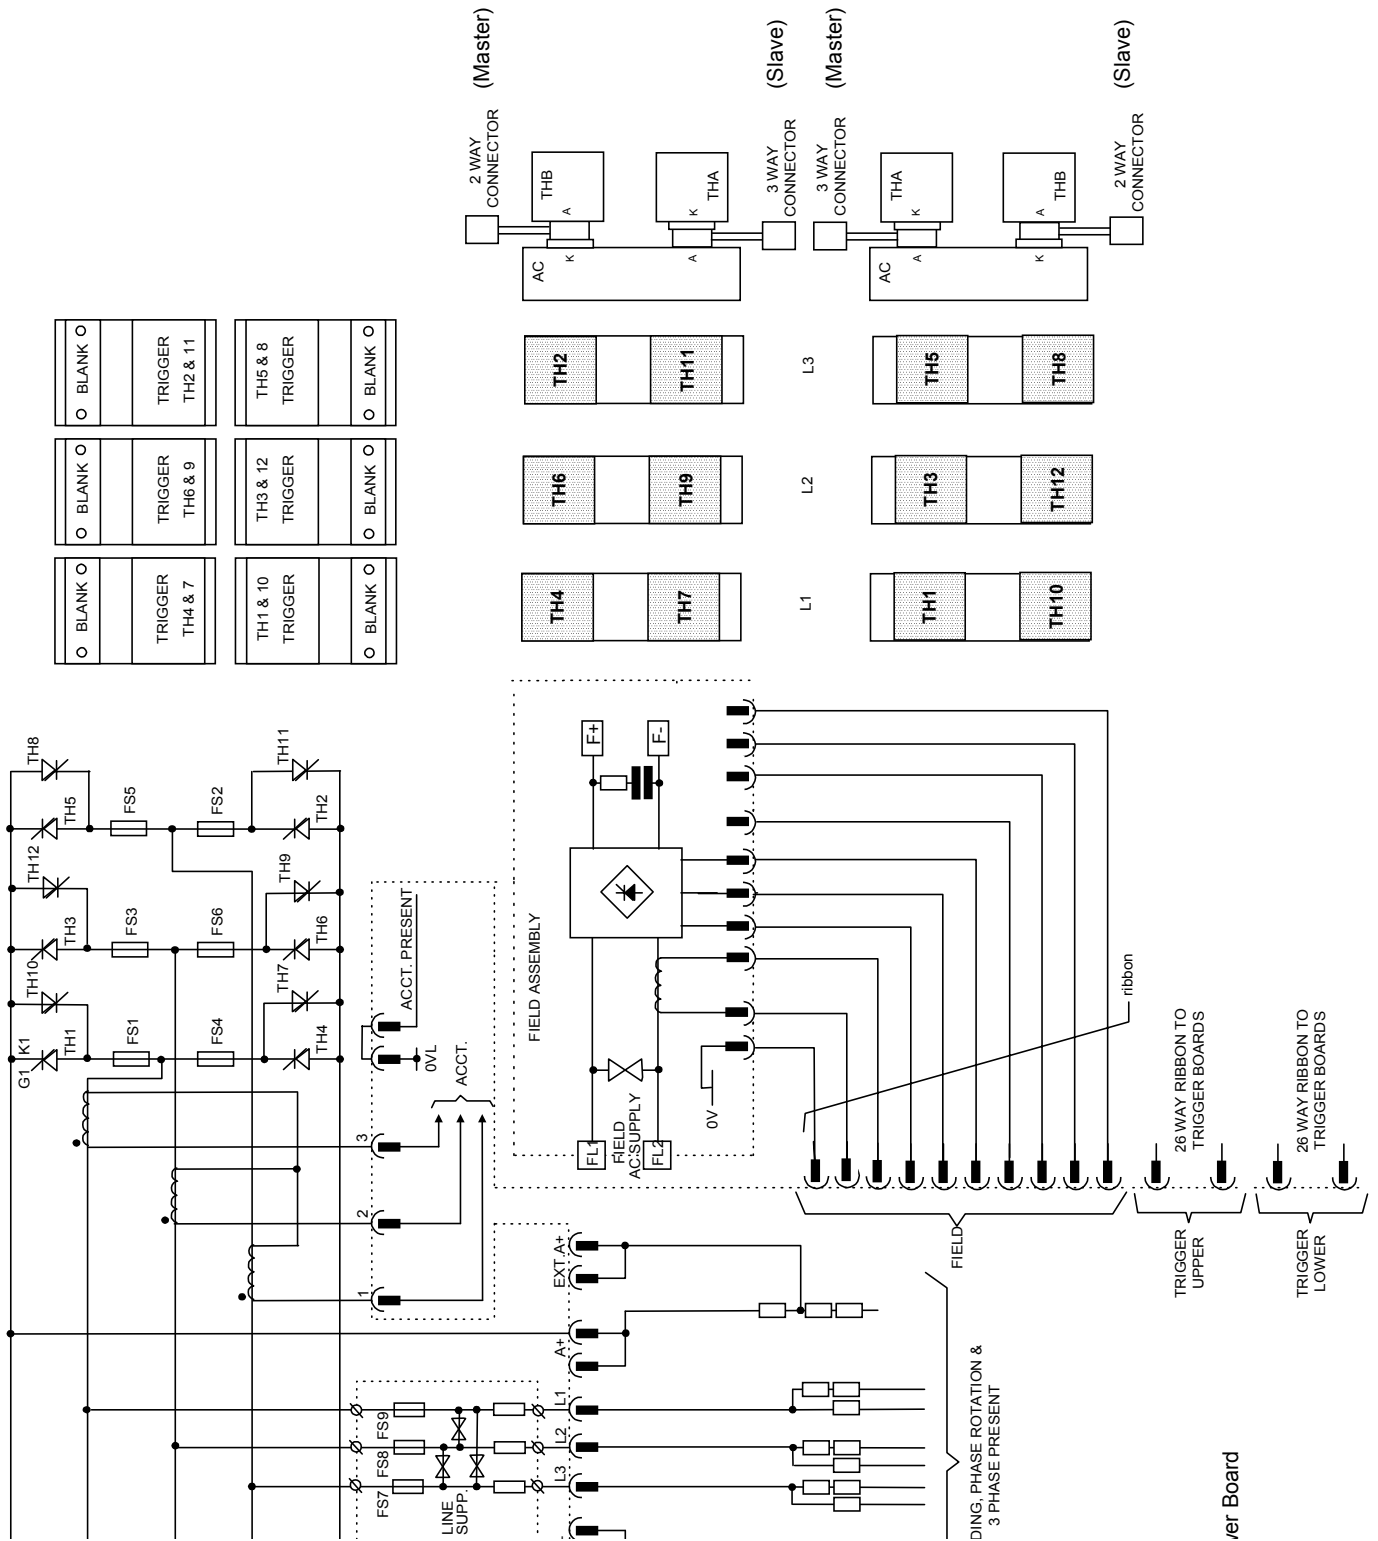 (Master)
(Slave)
(Master)
(Slave)
2 WAY
CONNECTOR
3 WAY
CONNECTOR
3 WAY
CONNECTOR
2 WAY
CONNECTOR
THB
A
K
AC
THA
K
A
THA
K
A
AC
THB
A
K
BLANK
TRIGGER
TH2 & 11
TH5 & 8
TRIGGER
BLANK
BLANK
TRIGGER
TH6 & 9
TH3 & 12
TRIGGER
BLANK
BLANK
TRIGGER
TH4 & 7
TH1 & 10
TRIGGER
BLANK
TH2
TH11
L3
TH5
TH8
TH6
TH9
L2
TH3
TH12
TH4
TH7
L1
TH1
TH10
TH8
TH5
FS5
FS2
TH11
TH2
TH12
TH3
FS3
FS6
TH9
TH6
TH10
G1
K1
TH1
FS1
FS4
TH7
TH4
ACCT. PRESENT
0VL
ACCT.
3
2
1
FIELD ASSEMBLY
F+
F-
FL1
FIELD
AC SUPPLY
FL2
0V
ribbon
26 WAY RIBBON TO
TRIGGER BOARDS
26 WAY RIBBON TO
TRIGGER BOARDS
FIELD
TRIGGER
UPPER
TRIGGER
LOWER
EXT. A+
A+
L1
L2
L3
FS9
FS8
FS7
LINE
SUPP.
DING, PHASE ROTATION &
3 PHASE PRESENT
wer Board